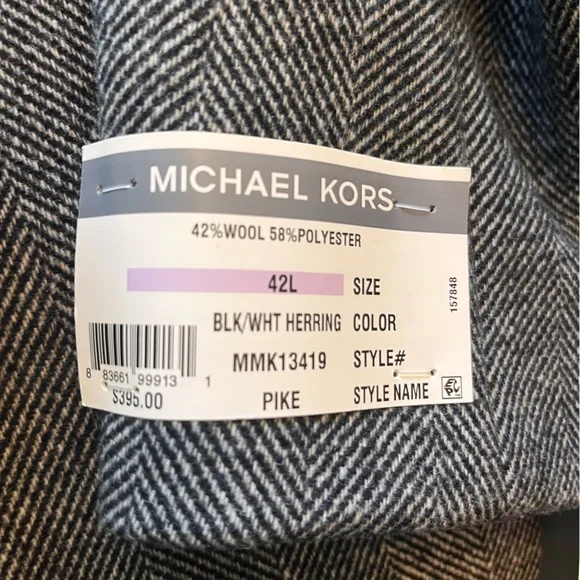 MICHAEL KORS
42%WOOL 58%POLYESTER
42L SIZE
157848
BLK/WHT HERRING COLOR
MMK13419 STYLE#
8 83661 99913 1
$395.00 PIKE STYLE NAME